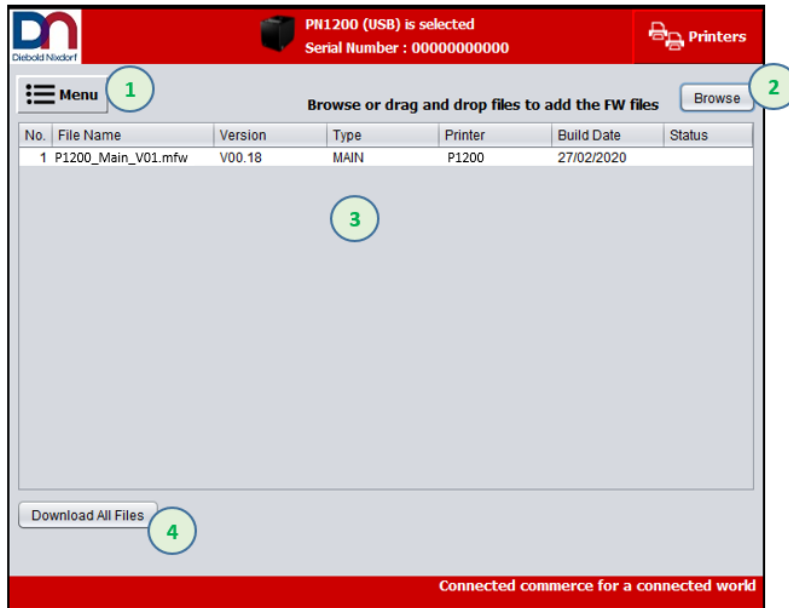 DN
Diebold Nixdorf
PN1200 (USB) is selected
Serial Number : 00000000000
Printers
Menu
1
Browse or drag and drop files to add the FW files
Browse
2
No. File Name Version Type Printer Build Date Status
1 P1200_Main_V01.mfw V00.18 MAIN P1200 27/02/2020
3
Download All Files
4
Connected commerce for a connected world